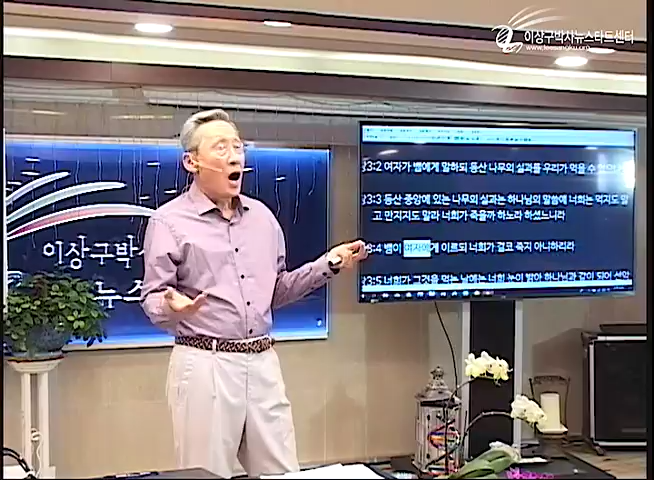 이상구박사뉴스타트센터
www.leesangku.org
3:2 여자가 뱀에게 말하되 동산 나무의 실과를 우리가 먹을 수
3:3 동산 중앙에 있는 나무의 실과는 하나님의 말씀에 너희는 먹지도 말
고 만지지도 말라 너희가 죽을까 하노라 하셨느니라
3:4 뱀이 여자에게 이르되 너희가 결코 죽지 아니하리라
3:5 너희가 그것을 먹는 날에는 너희 눈이 밝아 하나님과 같이 되어 선악
이상구박
뉴스